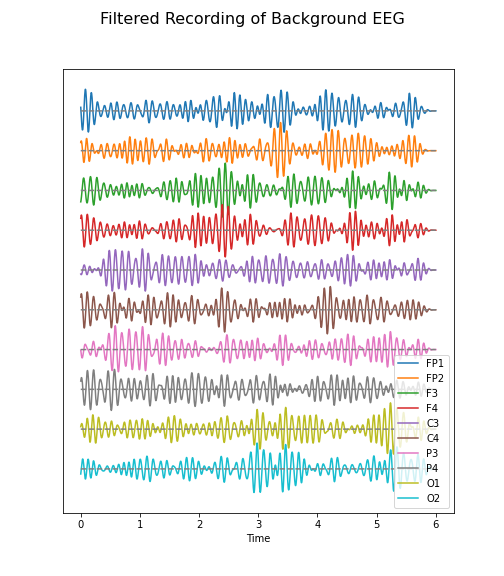 Filtered Recording of Background EEG
FP1
FP2
F3
F4
C3
C4
P3
P4
O1
O2
0 1 2 3 4 5 6
Time